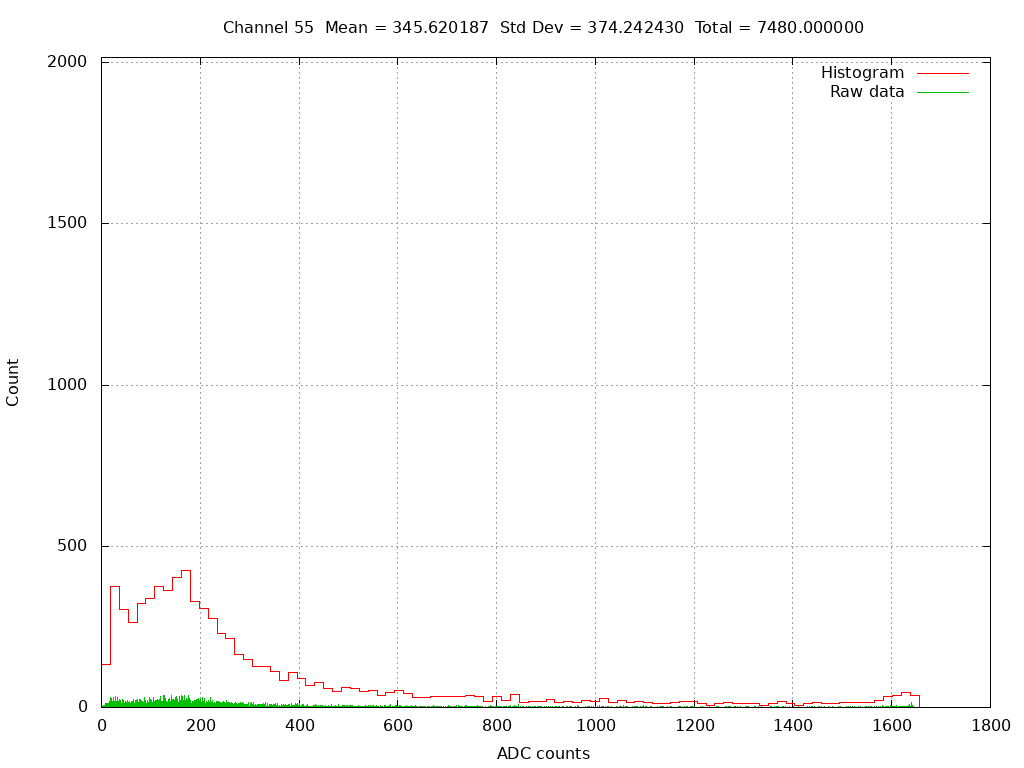 Channel 55  Mean = 345.620187  Std Dev = 374.242430  Total = 7480.000000
2000
1500
1000
500
0
Count
Histogram
Raw data
0 200 400 600 800 1000 1200 1400 1600 1800
ADC counts